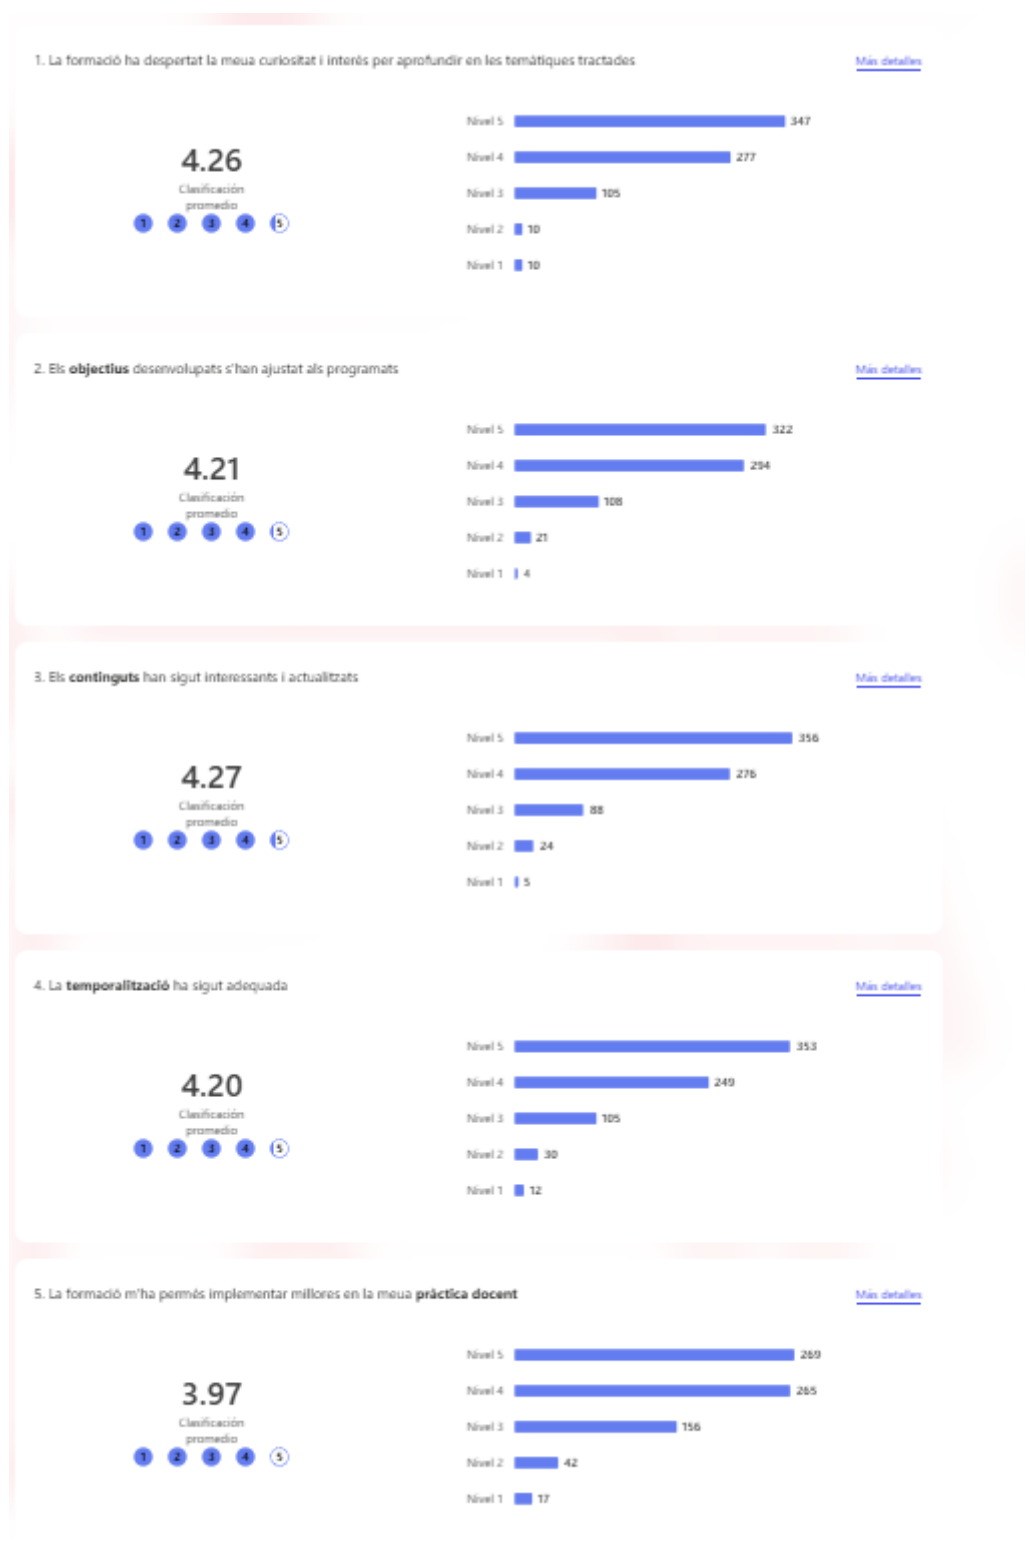 1. La formació ha despertat la meua curiositat i interés per aprofundir en les temàtiques tractades
Más detalles
4.26
Clasificación
promedio
1 2 3 4 5
Nivel 5 347
Nivel 4 277
Nivel 3 105
Nivel 2 10
Nivel 1 10
2. Els objectius desenvolupats s'han ajustat als programats
Más detalles
4.21
Clasificación
promedio
1 2 3 4 5
Nivel 5 322
Nivel 4 294
Nivel 3 108
Nivel 2 21
Nivel 1 4
3. Els continguts han sigut interessants i actualitzats
Más detalles
4.27
Clasificación
promedio
1 2 3 4 5
Nivel 5 356
Nivel 4 276
Nivel 3 88
Nivel 2 24
Nivel 1 5
4. La temporalització ha sigut adequada
Más detalles
4.20
Clasificación
promedio
1 2 3 4 5
Nivel 5 353
Nivel 4 249
Nivel 3 105
Nivel 2 30
Nivel 1 12
5. La formació m'ha permés implementar millores en la meua pràctica docent
Más detalles
3.97
Clasificación
promedio
1 2 3 4 5
Nivel 5 269
Nivel 4 265
Nivel 3 156
Nivel 2 42
Nivel 1 17